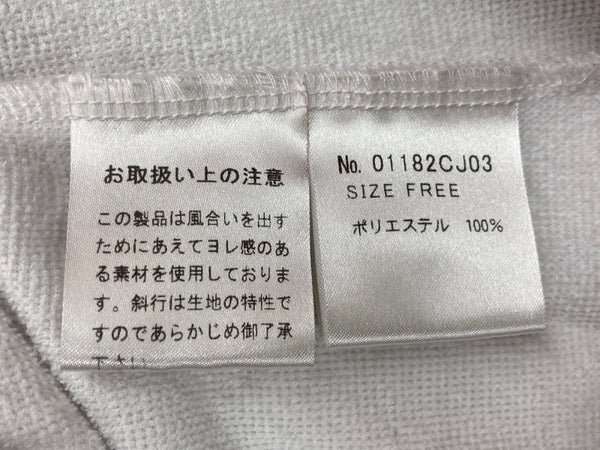 お取扱い上の注意
この製品は風合いを出す
ためにあえてヨレ感のあ
る素材を使用しておりま
す。斜行は生地の特性で
すのであらかじめ御了承
下さい
No. 01182CJ03
SIZE FREE
ポリエステル 100%